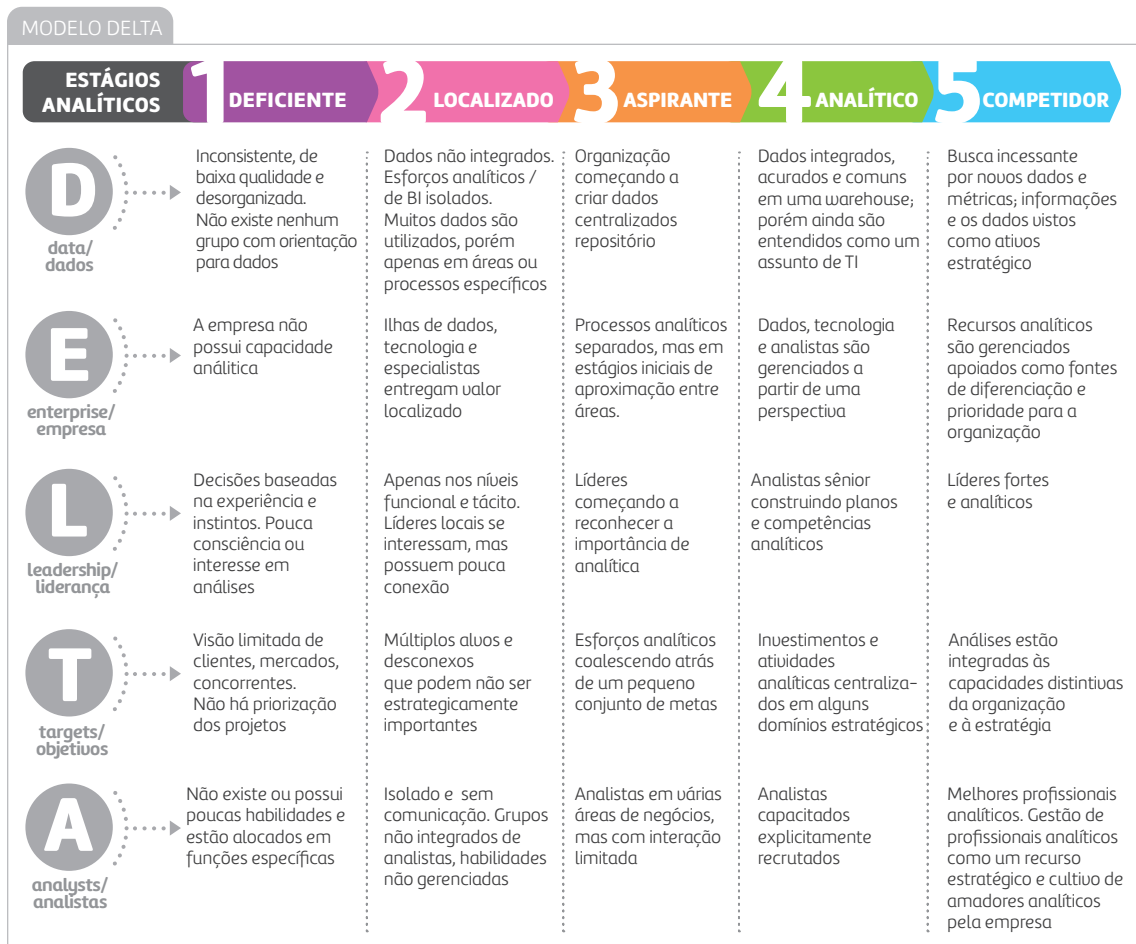 MODELO DELTA
ESTÁGIOS
ANALÍTICOS
1 DEFICIENTE
2 LOCALIZADO
3 ASPIRANTE
4 ANALÍTICO
5 COMPETIDOR
D
data/
dados
Inconsistente, de
baixa qualidade e
desorganizada.
Não existe nenhum
grupo com orientação
para dados
Dados não integrados.
Esforços analíticos /
de BI isolados.
Muitos dados são
utilizados, porém
apenas em áreas ou
processos específicos
Organização
começando a
criar dados
centralizados
repositório
Dados integrados,
acurados e comuns
em uma warehouse;
porém ainda são
entendidos como um
assunto de TI
Busca incessante
por novos dados e
métricas; informações
e os dados vistos
como ativos
estratégico
E
enterprise/
empresa
A empresa não
possui capacidade
análitica
Ilhas de dados,
tecnologia e
especialistas
entregam valor
localizado
Processos analíticos
separados, mas em
estágios iniciais de
aproximação entre
áreas.
Dados, tecnologia
e analistas são
gerenciados a
partir de uma
perspectiva
Recursos analíticos
são gerenciados
apoiados como fontes
de diferenciação e
prioridade para a
organização
L
leadership/
liderança
Decisões baseadas
na experiência e
instintos. Pouca
consciência ou
interesse em
análises
Apenas nos níveis
funcional e tácito.
Líderes locais se
interessam, mas
possuem pouca
conexão
Líderes
começando a
reconhecer a
importância de
analítica
Analistas sênior
construindo planos
e competências
analíticos
Líderes fortes
e analíticos
T
targets/
objetivos
Visão limitada de
clientes, mercados,
concorrentes.
Não há priorização
dos projetos
Múltiplos alvos e
desconexos
que podem não ser
estrategicamente
importantes
Esforços analíticos
coalescendo atrás
de um pequeno
conjunto de metas
Investimentos e
atividades
analíticas centraliza-
dos em alguns
domínios estratégicos
Análises estão
integradas às
capacidades distintivas
da organização
e à estratégia
A
analysts/
analistas
Não existe ou possui
poucas habilidades e
estão alocados em
funções específicas
Isolado e sem
comunicação. Grupos
não integrados de
analistas, habilidades
não gerenciadas
Analistas em várias
áreas de negócios,
mas com interação
limitada
Analistas
capacitados
explicitamente
recrutados
Melhores profissionais
analíticos. Gestão de
profissionais analíticos
como um recurso
estratégico e cultivo de
amadores analíticos
pela empresa